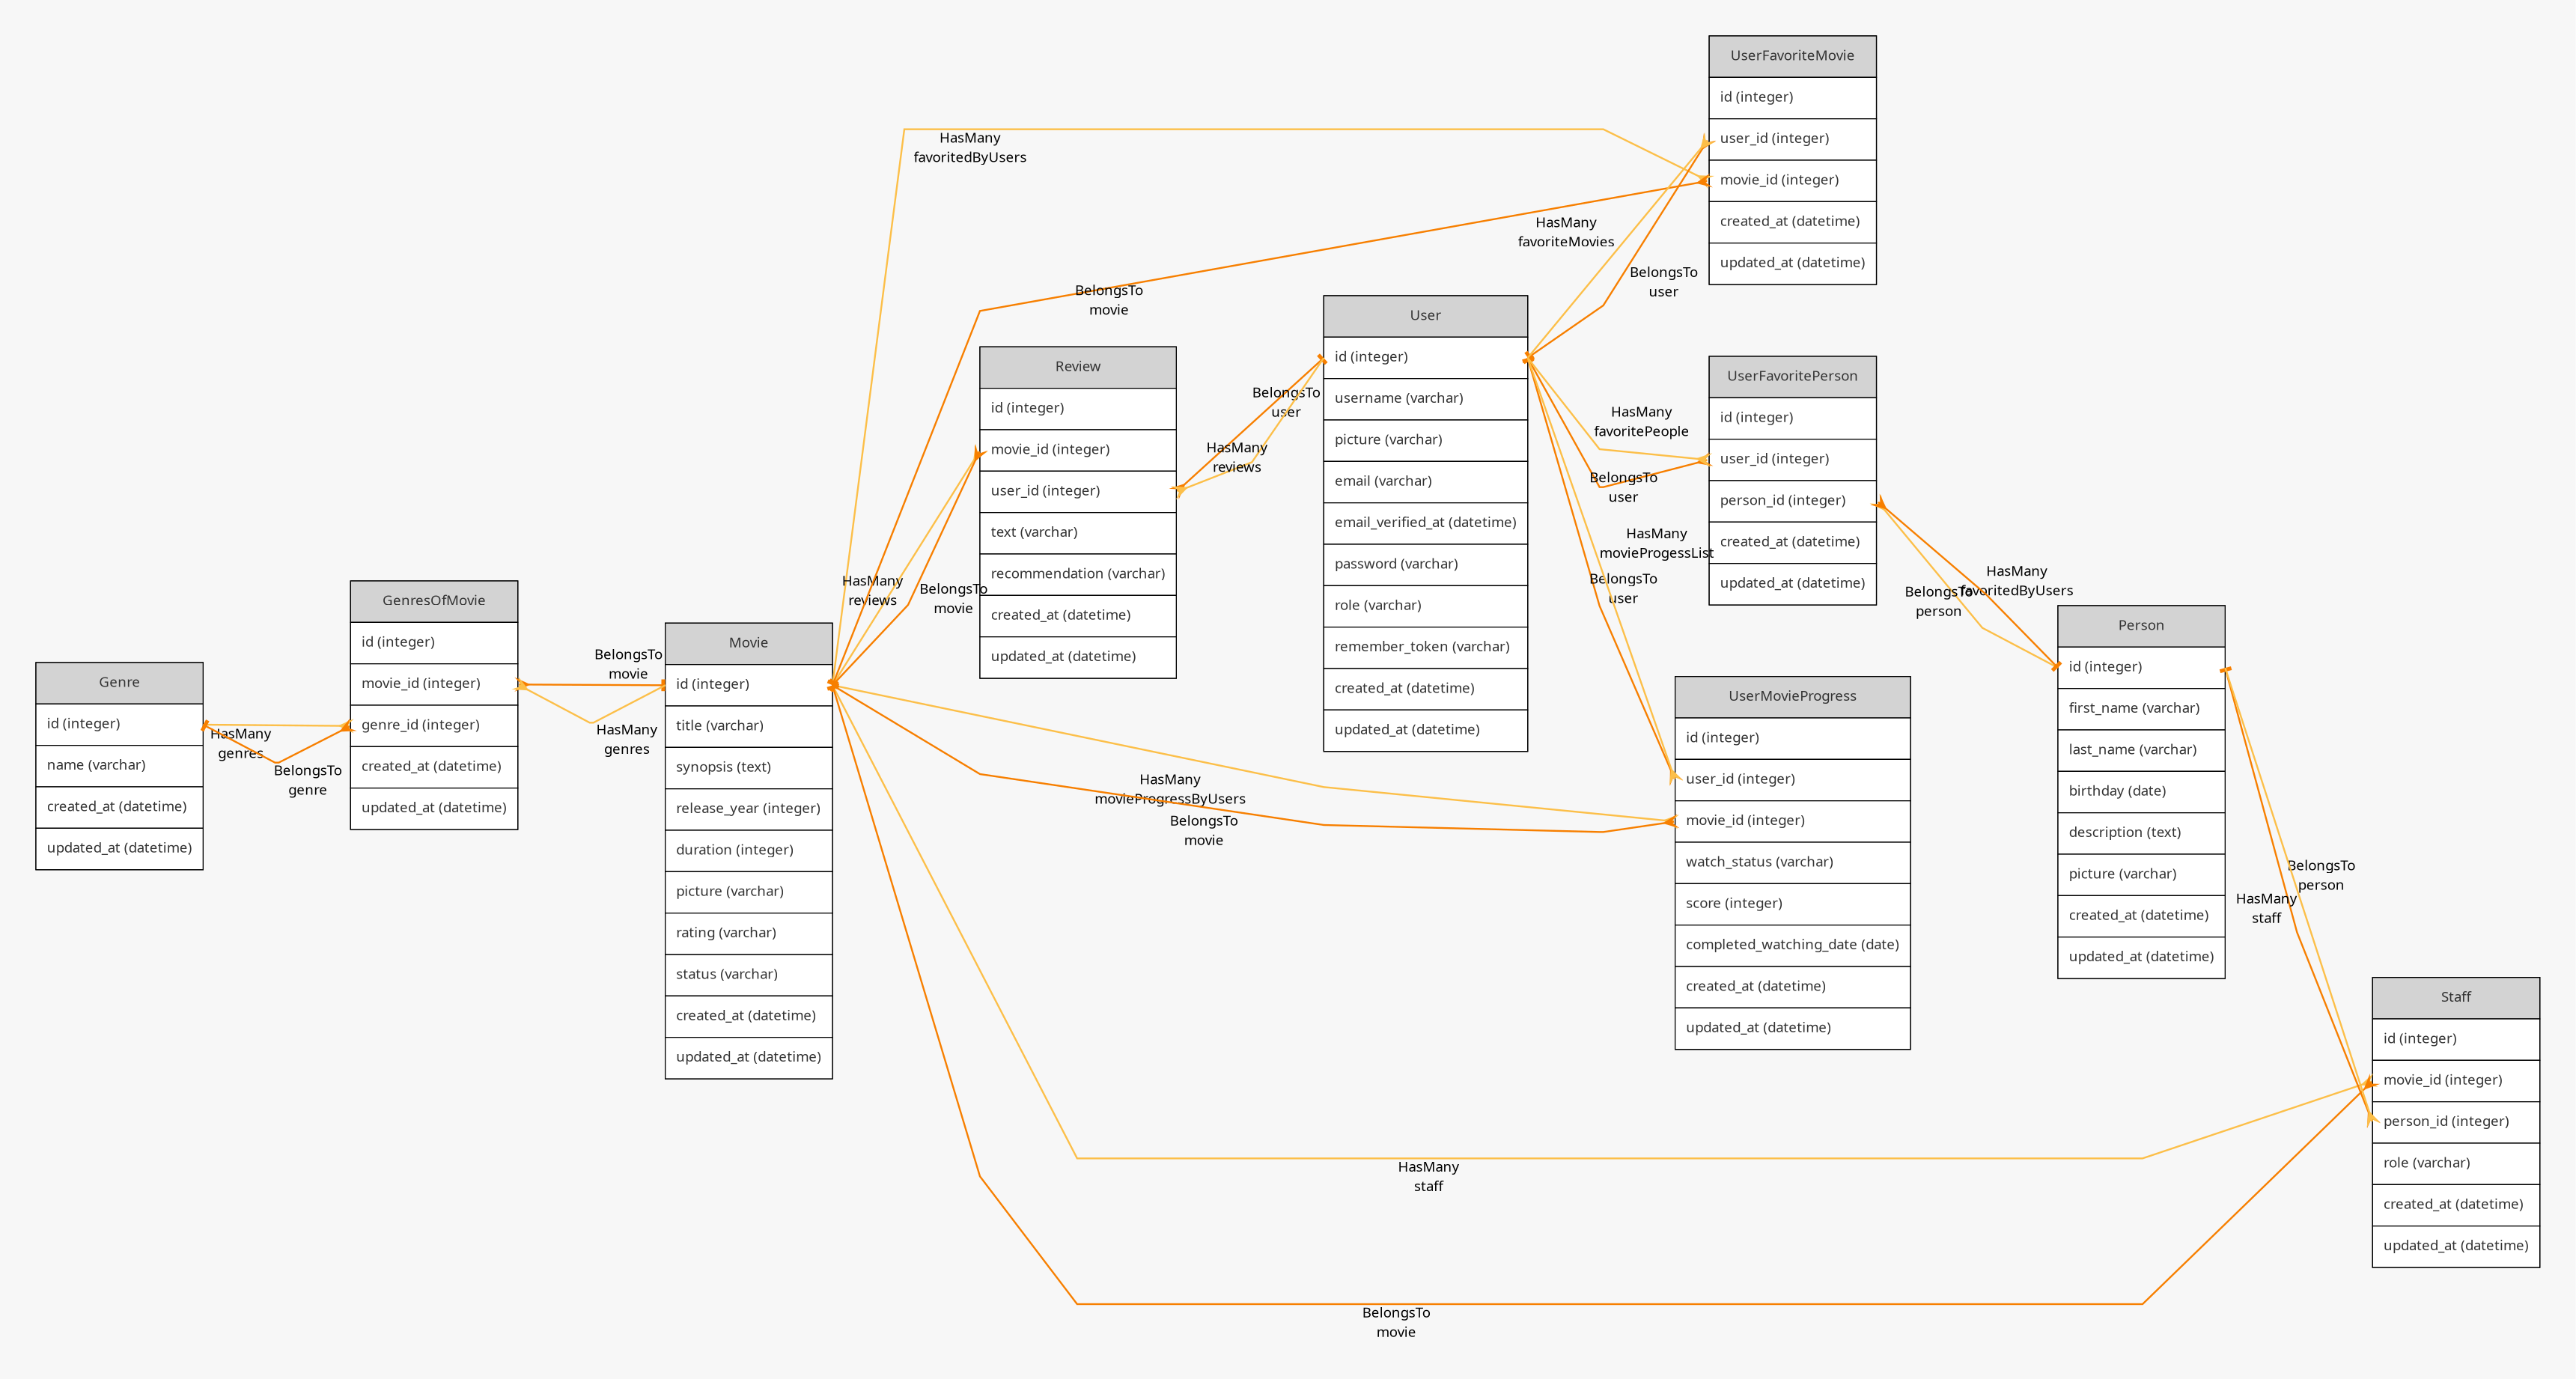 UserFavoriteMovie
id (integer)
user_id (integer)
movie_id (integer)
created_at (datetime)
updated_at (datetime)
HasMany
favoritedByUsers
HasMany
favoriteMovies
BelongsTo
user
BelongsTo
movie
User
id (integer)
username (varchar)
picture (varchar)
email (varchar)
email_verified_at (datetime)
password (varchar)
role (varchar)
remember_token (varchar)
created_at (datetime)
updated_at (datetime)
Review
id (integer)
movie_id (integer)
user_id (integer)
text (varchar)
recommendation (varchar)
created_at (datetime)
updated_at (datetime)
BelongsTo
user
HasMany
reviews
UserFavoritePerson
id (integer)
user_id (integer)
person_id (integer)
created_at (datetime)
updated_at (datetime)
HasMany
favoritePeople
BelongsTo
user
HasMany
movieProgessList
BelongsTo
user
HasMany
reviews
BelongsTo
movie
HasMany
favoritedByUsers
BelongsTo
person
GenresOfMovie
id (integer)
movie_id (integer)
genre_id (integer)
created_at (datetime)
updated_at (datetime)
Movie
id (integer)
title (varchar)
synopsis (text)
release_year (integer)
duration (integer)
picture (varchar)
rating (varchar)
status (varchar)
created_at (datetime)
updated_at (datetime)
BelongsTo
movie
HasMany
genres
Genre
id (integer)
name (varchar)
created_at (datetime)
updated_at (datetime)
HasMany
genres
BelongsTo
genre
Person
id (integer)
first_name (varchar)
last_name (varchar)
birthday (date)
description (text)
picture (varchar)
created_at (datetime)
updated_at (datetime)
UserMovieProgress
id (integer)
user_id (integer)
movie_id (integer)
watch_status (varchar)
score (integer)
completed_watching_date (date)
created_at (datetime)
updated_at (datetime)
HasMany
movieProgressByUsers
BelongsTo
movie
BelongsTo
person
HasMany
staff
Staff
id (integer)
movie_id (integer)
person_id (integer)
role (varchar)
created_at (datetime)
updated_at (datetime)
HasMany
staff
BelongsTo
movie